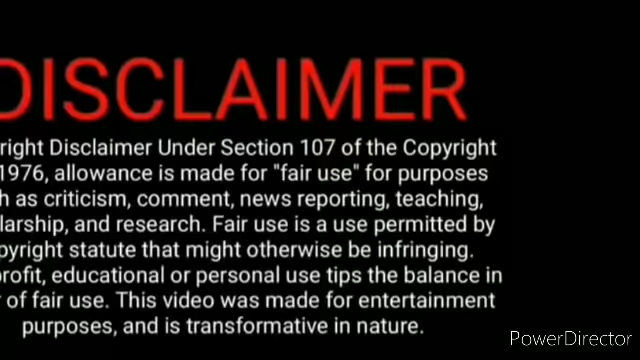 DISCLAIMER
right Disclaimer Under Section 107 of the Copyright
1976, allowance is made for "fair use" for purposes
h as criticism, comment, news reporting, teaching,
larship, and research. Fair use is a use permitted by
pyright statute that might otherwise be infringing.
rofit, educational or personal use tips the balance in
r of fair use. This video was made for entertainment
purposes, and is transformative in nature.
PowerDirector